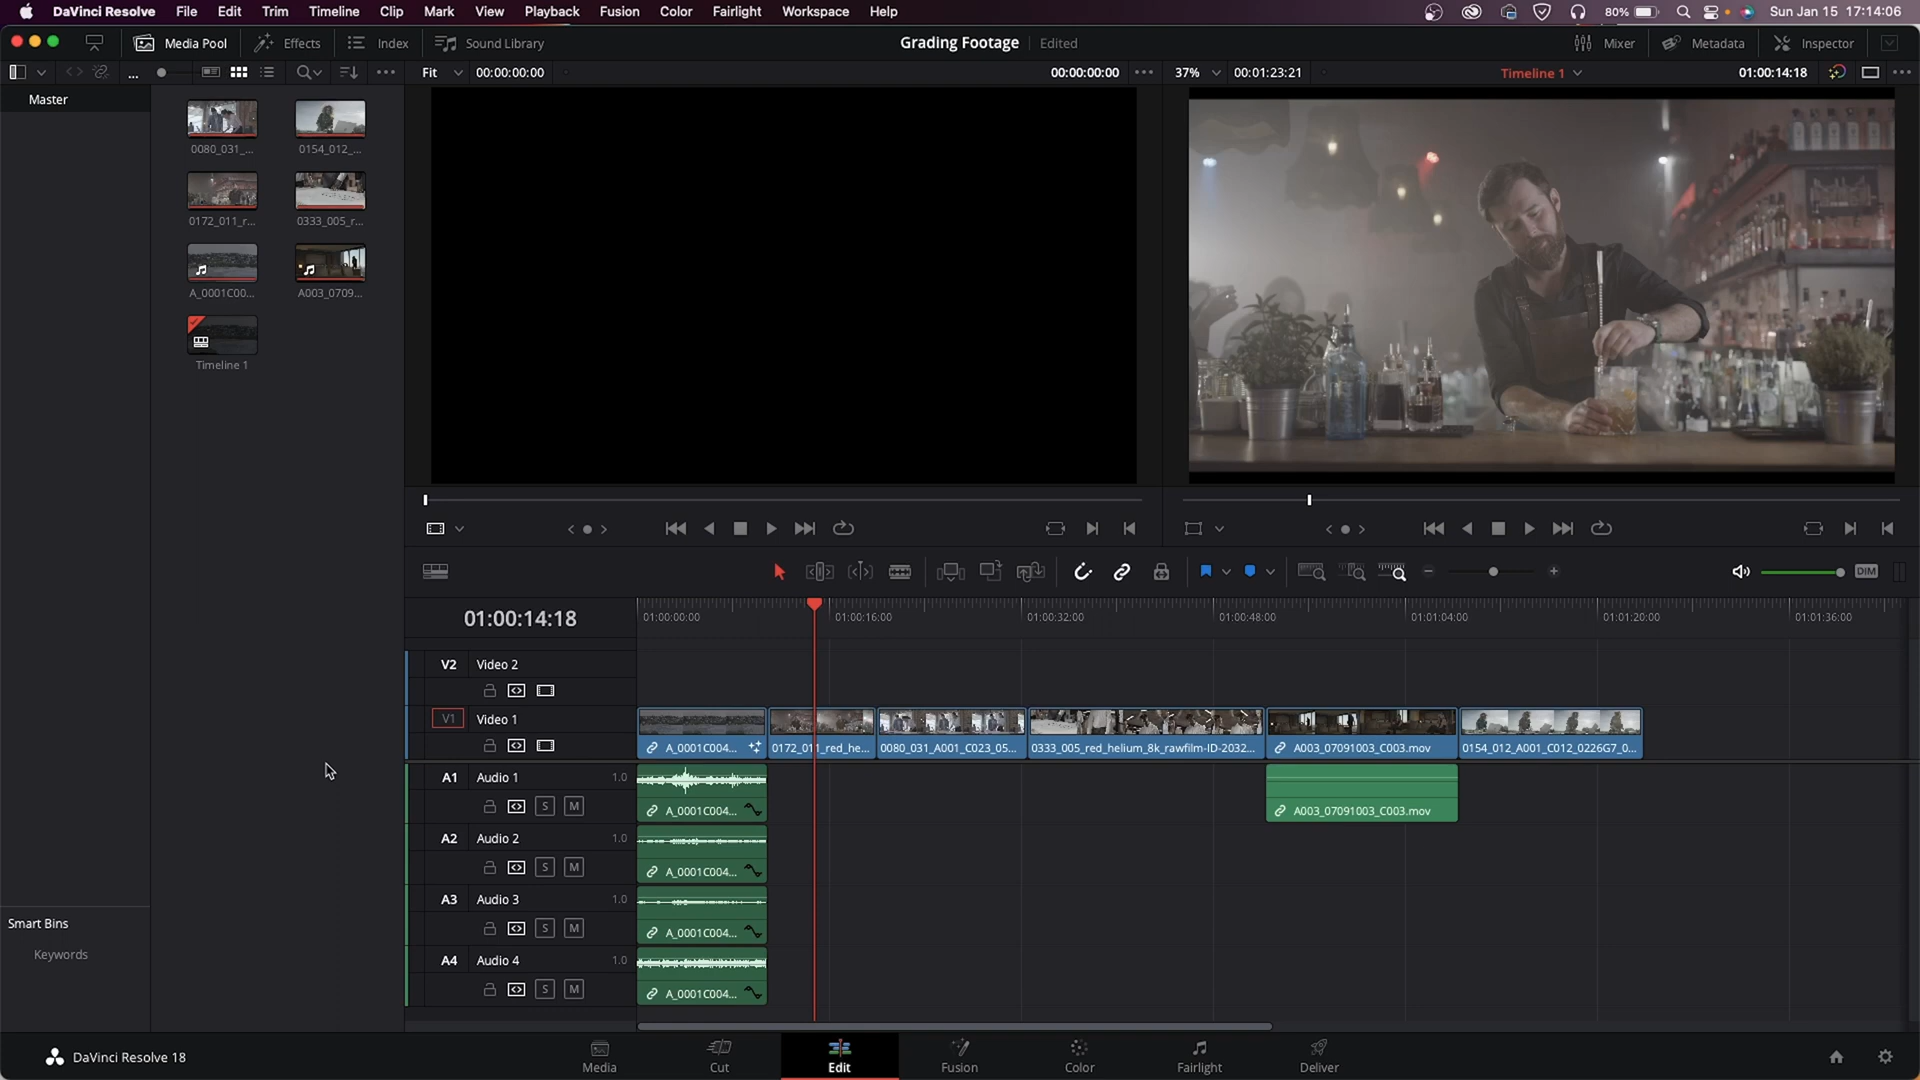 DaVinci Resolve File Edit Trim Timeline Clip Mark View Playback Fusion Color Fairlight Workspace Help 80% Sun Jan 15 17:14:06
Media Pool Effects Index Sound Library Grading Footage Edited Mixer Metadata Inspector
... Fit 00:00:00:00 00:00:00:00 37% 00:01:23:21 Timeline 1 01:00:14:18
Master
0080_031_... 0154_012_...
0172_011_r... 0333_005_r...
A_0001C00... A003_0709...
Timeline 1
DIM
01:00:14:18 01:00:00:00 01:00:16:00 01:00:32:00 01:00:48:00 01:01:04:00 01:01:20:00 01:01:36:00
V2 Video 2
V1 Video 1
A_0001C004... 0172_011_red_he... 0080_031_A001_C023_05... 0333_005_red_helium_8k_rawfilm-ID-2032... A003_07091003_C003.mov 0154_012_A001_C012_0226G7_0...
A1 Audio 1 1.0
S M A_0001C004... A003_07091003_C003.mov
A2 Audio 2 1.0
S M A_0001C004...
A3 Audio 3 1.0
S M A_0001C004...
A4 Audio 4 1.0
S M A_0001C004...
Smart Bins
Keywords
DaVinci Resolve 18 Media Cut Edit Fusion Color Fairlight Deliver